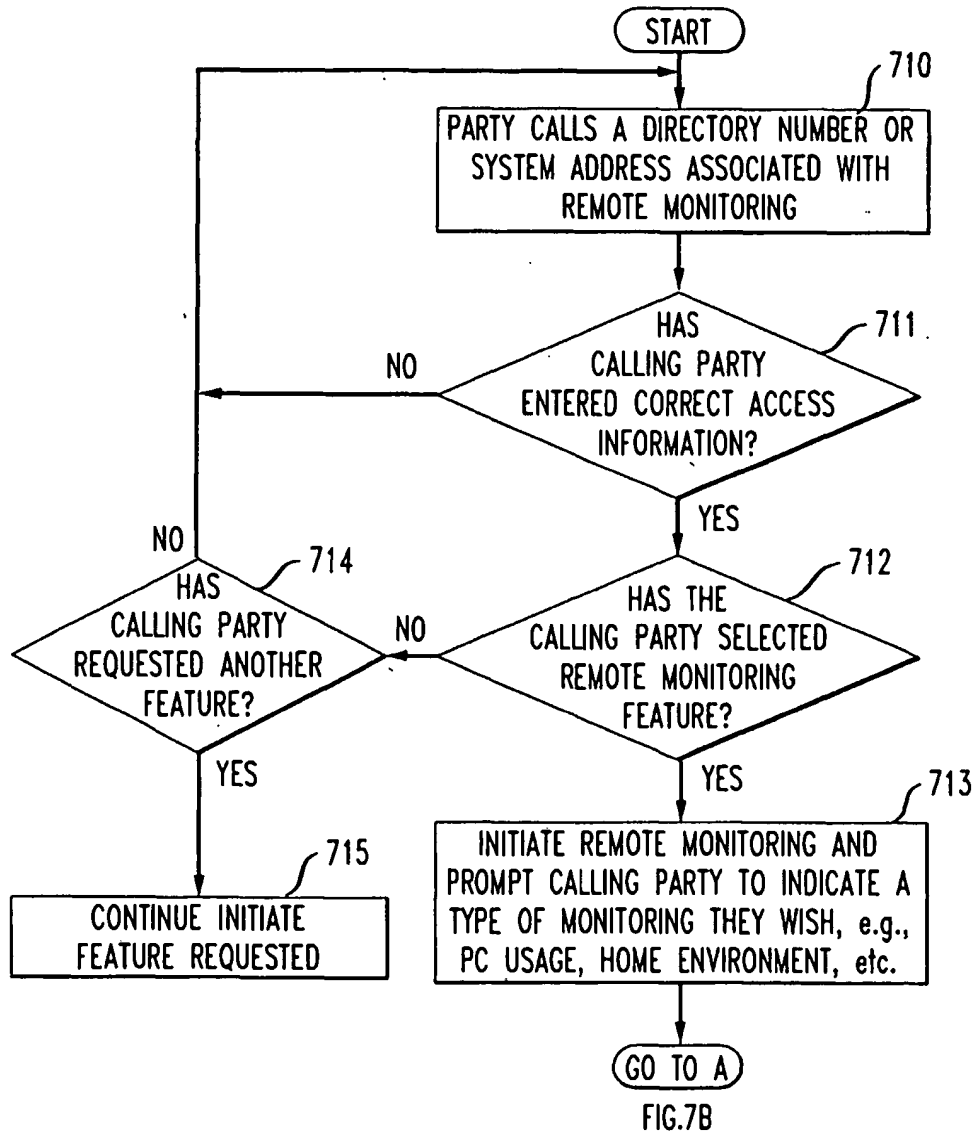 START
710
PARTY CALLS A DIRECTORY NUMBER OR
SYSTEM ADDRESS ASSOCIATED WITH
REMOTE MONITORING
711
HAS
CALLING PARTY
ENTERED CORRECT ACCESS
INFORMATION?
NO
YES
712
HAS THE
CALLING PARTY SELECTED
REMOTE MONITORING
FEATURE?
NO
YES
NO
714
HAS
CALLING PARTY
REQUESTED ANOTHER
FEATURE?
YES
715
CONTINUE INITIATE
FEATURE REQUESTED
713
INITIATE REMOTE MONITORING AND
PROMPT CALLING PARTY TO INDICATE A
TYPE OF MONITORING THEY WISH, e.g.,
PC USAGE, HOME ENVIRONMENT, etc.
GO TO A
FIG.7B